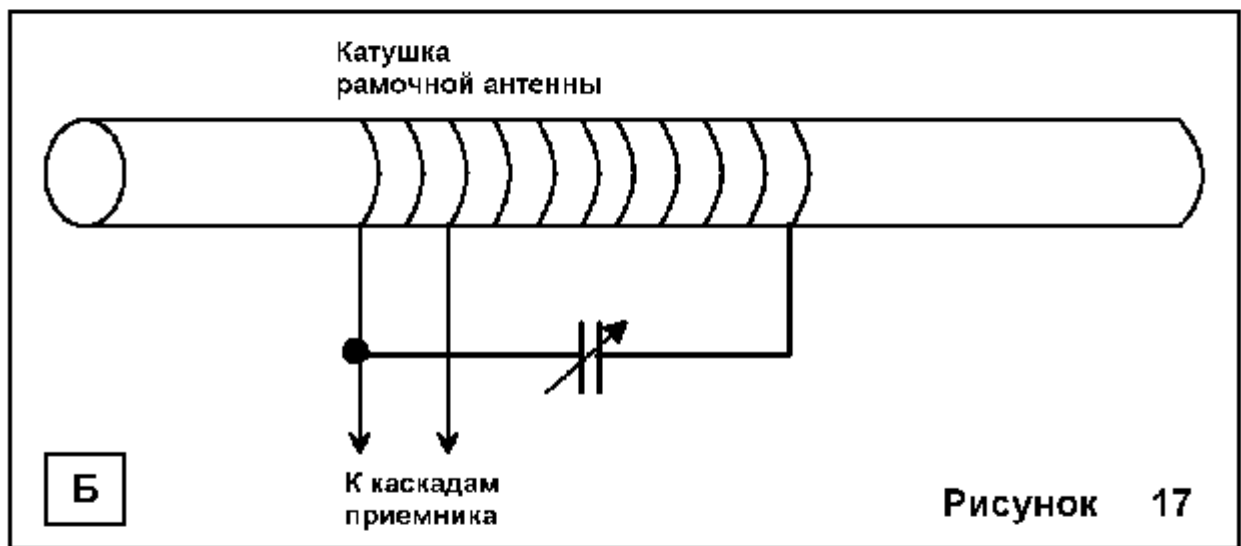 Катушка
рамочной антенны
Б
К каскадам
приемника
Рисунок 17